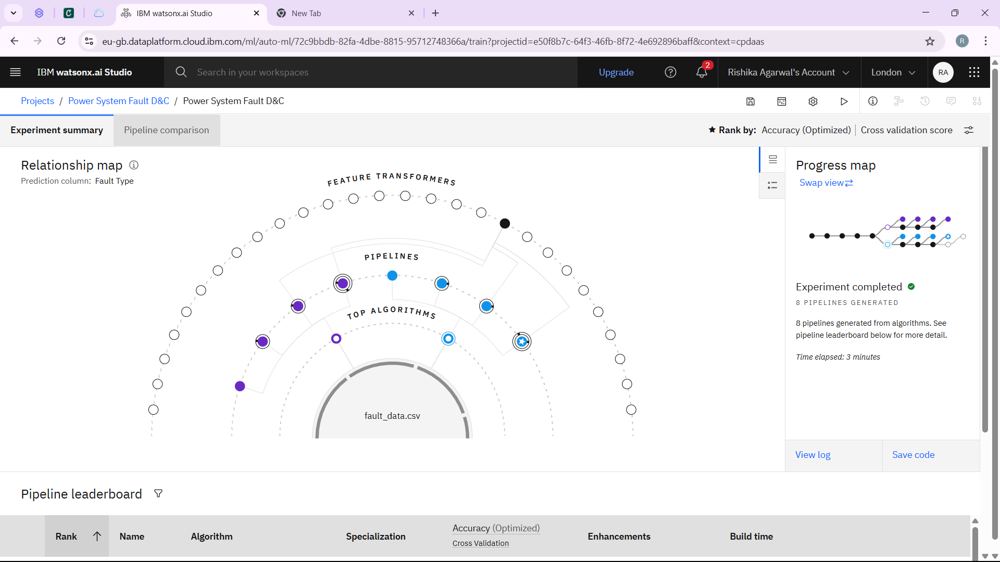 IBM watsonx.ai Studio
New Tab
eu-gb.dataplatform.cloud.ibm.com/ml/auto-ml/72c9bbdb-82fa-4dbe-8815-95712748366a/train?projectid=e50f8b7c-64f3-46fb-8f72-4e692896baff&context=cpdaas
R
IBM watsonx.ai Studio
Search in your workspaces
Upgrade
2
Rishika Agarwal's Account
London
RA
Projects / Power System Fault D&C / Power System Fault D&C
Experiment summary
Pipeline comparison
Rank by: Accuracy (Optimized) | Cross validation score
Relationship map
Prediction column: Fault Type
FEATURE TRANSFORMERS
PIPELINES
TOP ALGORITHMS
fault_data.csv
Progress map
Swap view
Experiment completed
8 PIPELINES GENERATED
8 pipelines generated from algorithms. See
pipeline leaderboard below for more detail.
Time elapsed: 3 minutes
View log
Save code
Pipeline leaderboard
Rank
Name
Algorithm
Specialization
Accuracy (Optimized)
Cross Validation
Enhancements
Build time